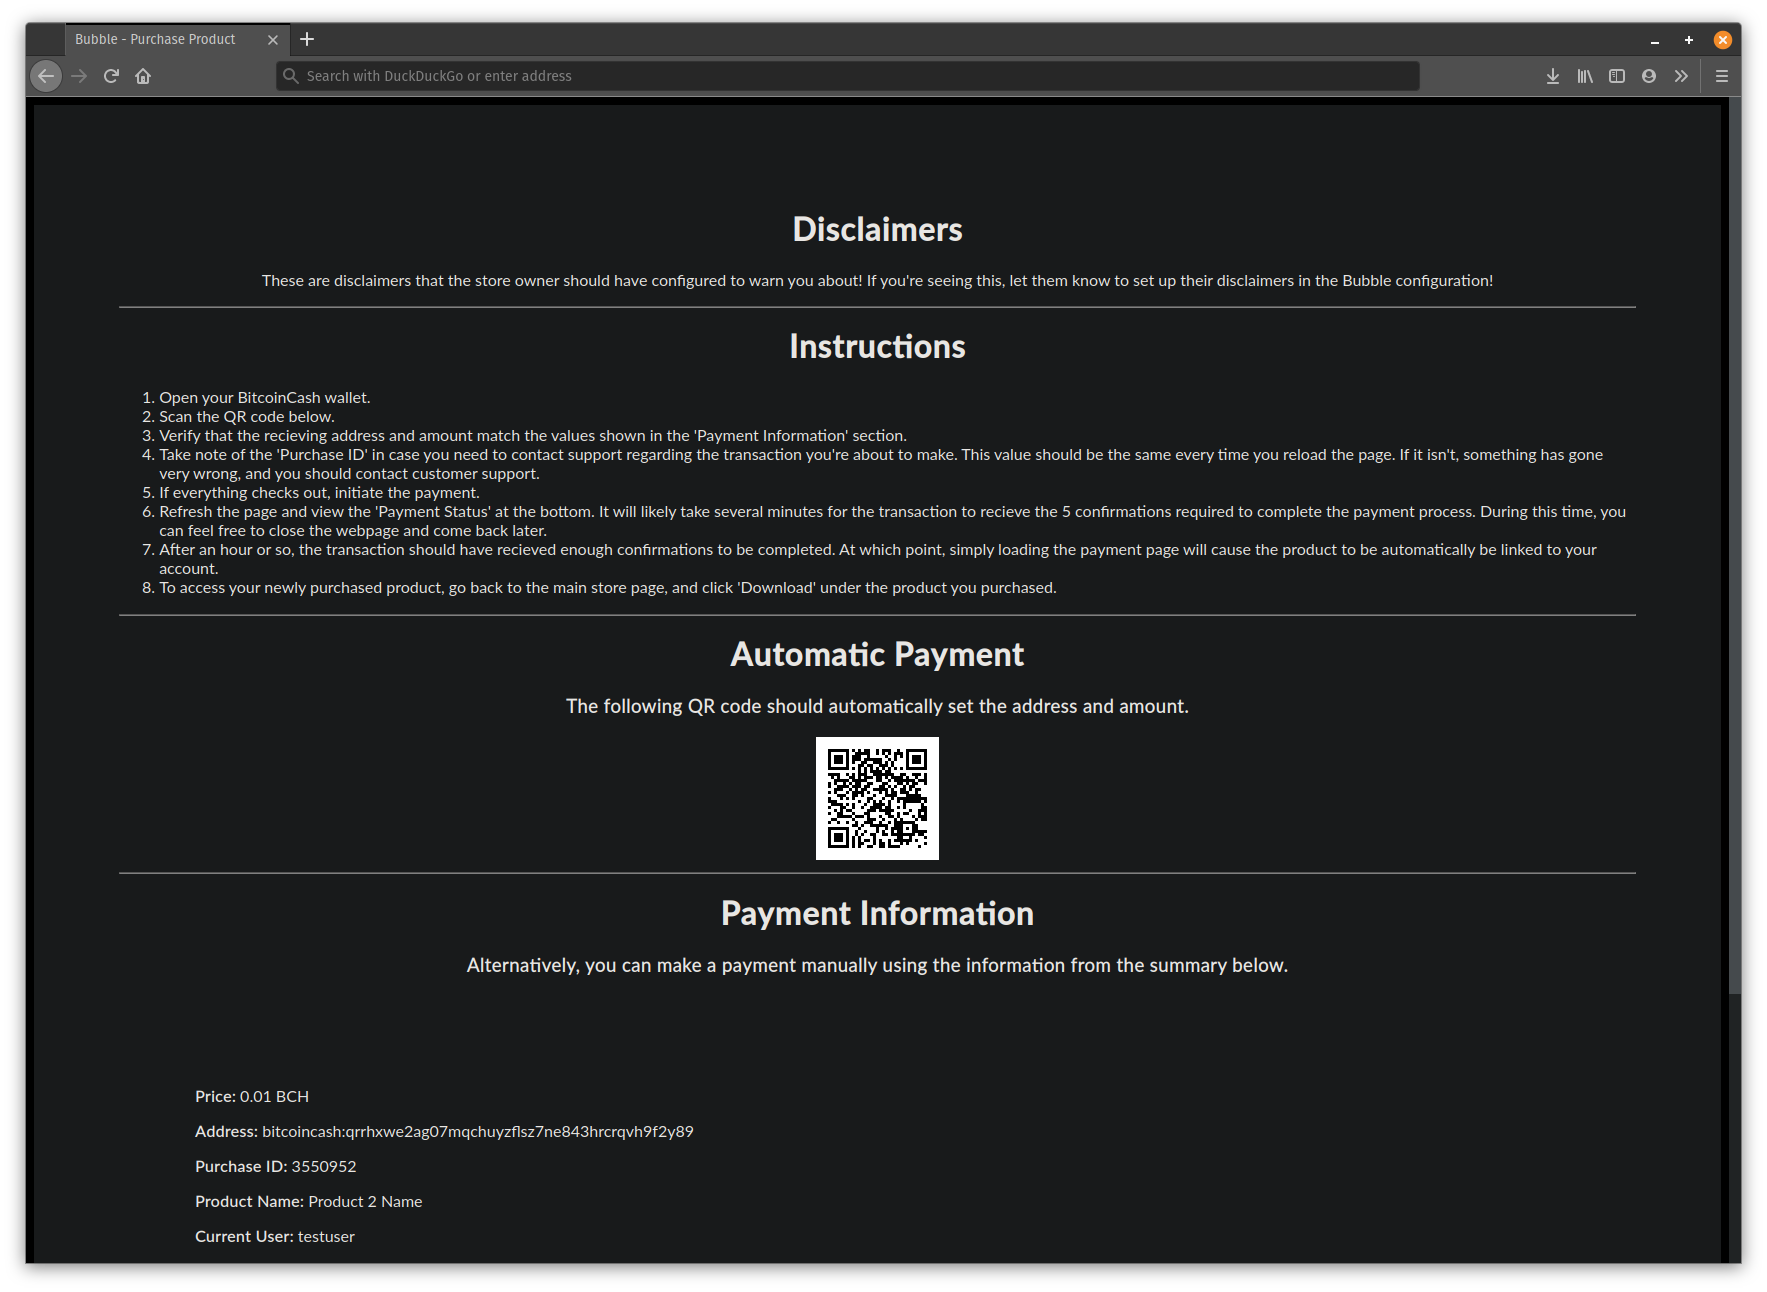 Bubble - Purchase Product
Search with DuckDuckGo or enter address
Disclaimers
These are disclaimers that the store owner should have configured to warn you about! If you're seeing this, let them know to set up their disclaimers in the Bubble configuration!
Instructions
1. Open your BitcoinCash wallet.
2. Scan the QR code below.
3. Verify that the recieving address and amount match the values shown in the 'Payment Information' section.
4. Take note of the 'Purchase ID' in case you need to contact support regarding the transaction you're about to make. This value should be the same every time you reload the page. If it isn't, something has gone
very wrong, and you should contact customer support.
5. If everything checks out, initiate the payment.
6. Refresh the page and view the 'Payment Status' at the bottom. It will likely take several minutes for the transaction to recieve the 5 confirmations required to complete the payment process. During this time, you
can feel free to close the webpage and come back later.
7. After an hour or so, the transaction should have recieved enough confirmations to be completed. At which point, simply loading the payment page will cause the product to be automatically be linked to your
account.
8. To access your newly purchased product, go back to the main store page, and click 'Download' under the product you purchased.
Automatic Payment
The following QR code should automatically set the address and amount.
Payment Information
Alternatively, you can make a payment manually using the information from the summary below.
Price: 0.01 BCH
Address: bitcoincash:qrrhxwe2ag07mqchuyzflsz7ne843hrcrqvh9f2y89
Purchase ID: 3550952
Product Name: Product 2 Name
Current User: testuser